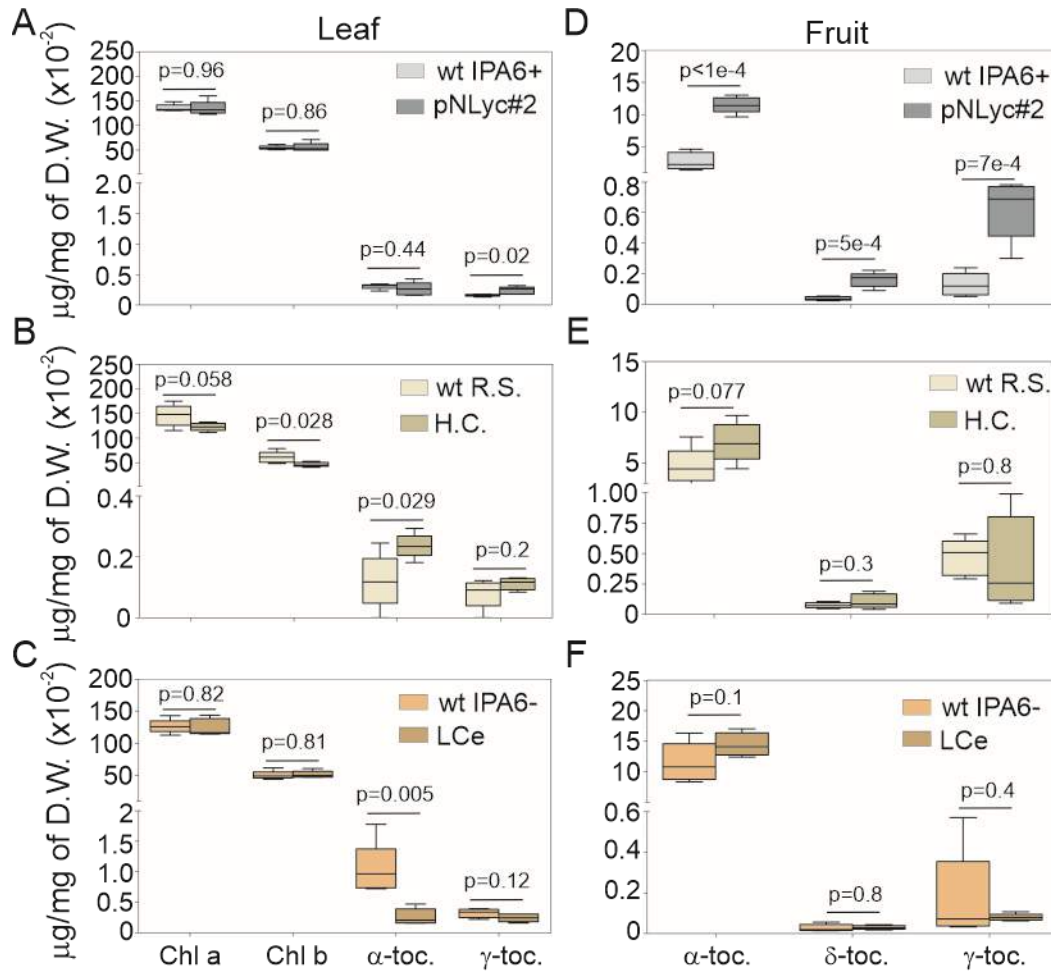 A
Leaf
μg/mg of D.W. (x10-2)
250
200
150
100
50
2.0
1.5
1.0
0.5
0
p=0.96
p=0.86
p=0.44
p=0.02
wt IPA6+
pNLyc#2
D
Fruit
20
15
10
5
0.8
0.6
0.4
0.2
0
p<1e-4
p=5e-4
p=7e-4
wt IPA6+
pNLyc#2
B
μg/mg of D.W. (x10-2)
250
200
150
100
50
0.4
0.2
0
p=0.058
p=0.028
p=0.029
p=0.2
wt R.S.
H.C.
E
15
10
5
1.00
0.75
0.50
0.25
0
p=0.077
p=0.3
p=0.8
wt R.S.
H.C.
C
μg/mg of D.W. (x10-2)
200
150
100
50
2
1.5
1.0
0.5
0
p=0.82
p=0.81
p=0.005
p=0.12
wt IPA6-
LCe
Chl a Chl b α-toc. γ-toc.
F
25
20
15
10
5
0.6
0.4
0.2
0
p=0.1
p=0.8
p=0.4
wt IPA6-
LCe
α-toc. δ-toc. γ-toc.